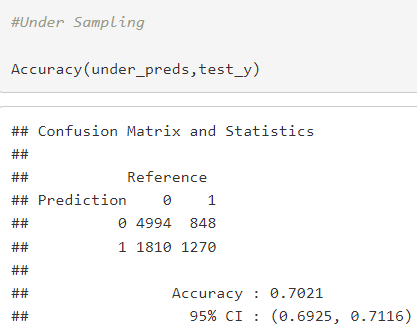 #Under Sampling
Accuracy(under_preds,test_y)
## Confusion Matrix and Statistics
##
##           Reference
## Prediction    0    1
##          0 4994  848
##          1 1810 1270
##
##                Accuracy : 0.7021
##                  95% CI : (0.6925, 0.7116)